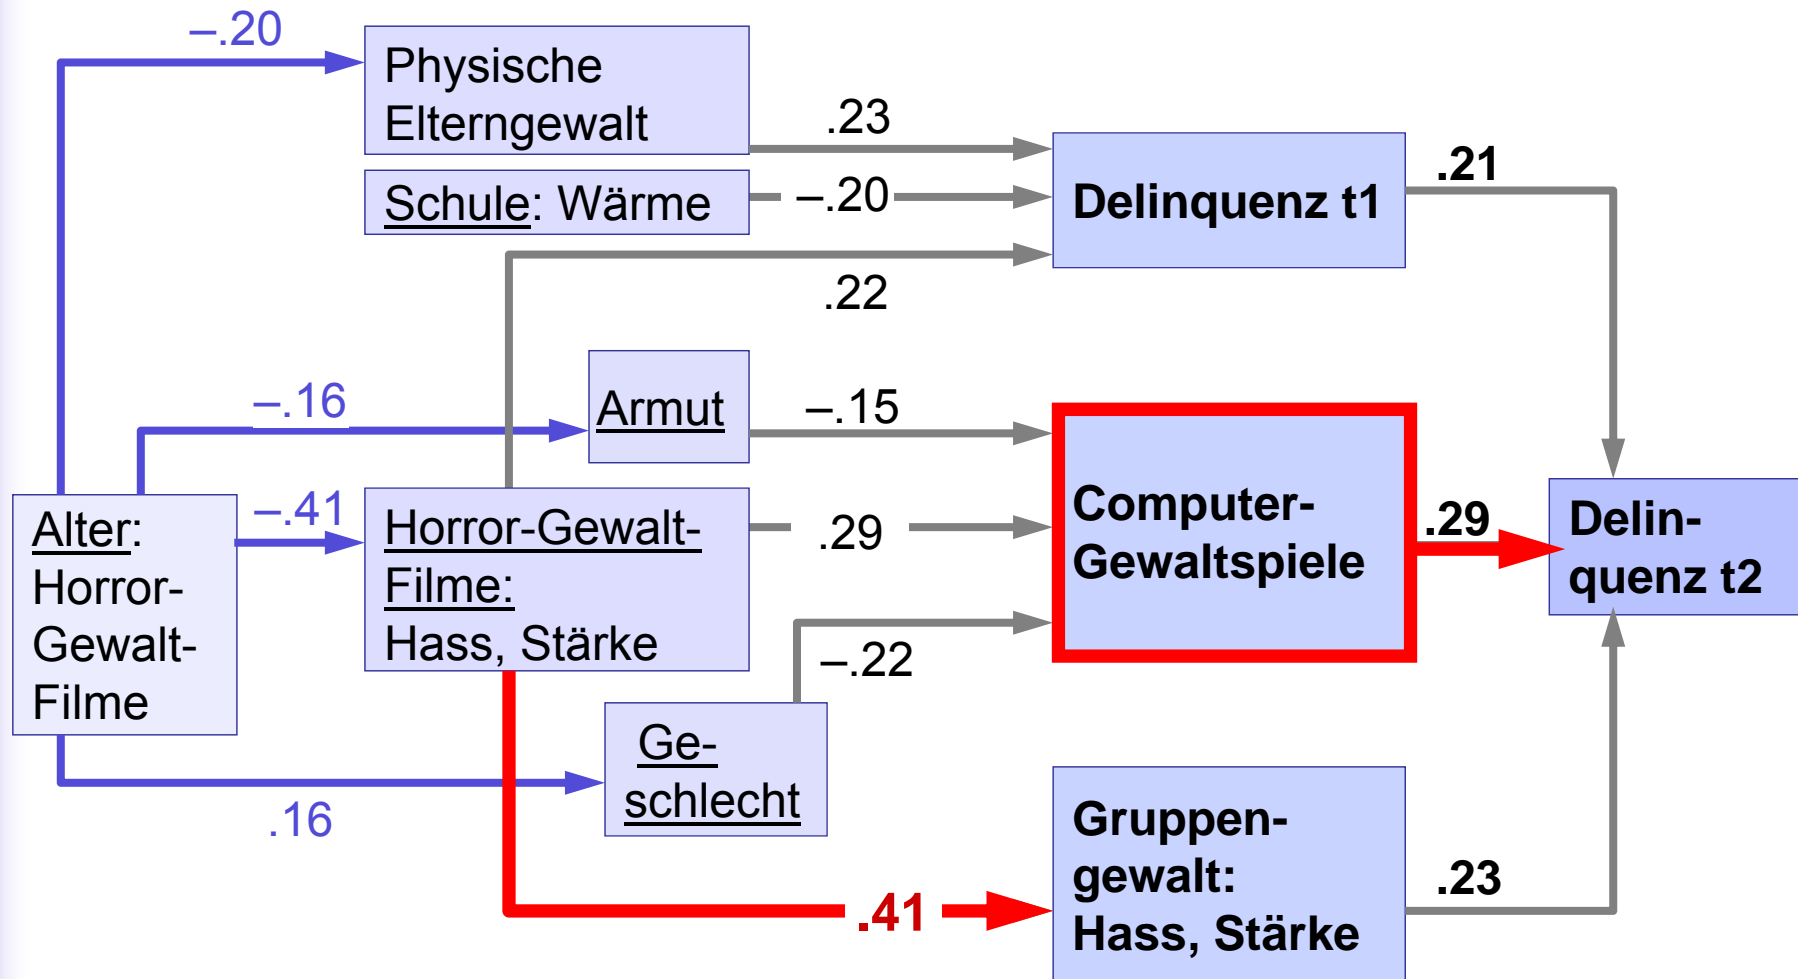 –.20
Physische
Elterngewalt
.23
Schule: Wärme
–.20
Delinquenz t1
.21
.22
–.16
Armut
–.15
Alter:
Horror-
Gewalt-
Filme
–.41
Horror-Gewalt-
Filme:
Hass, Stärke
.29
Computer-
Gewaltspiele
.29
Delin-
quenz t2
–.22
Ge-
schlecht
.16
.41
Gruppen-
gewalt:
Hass, Stärke
.23